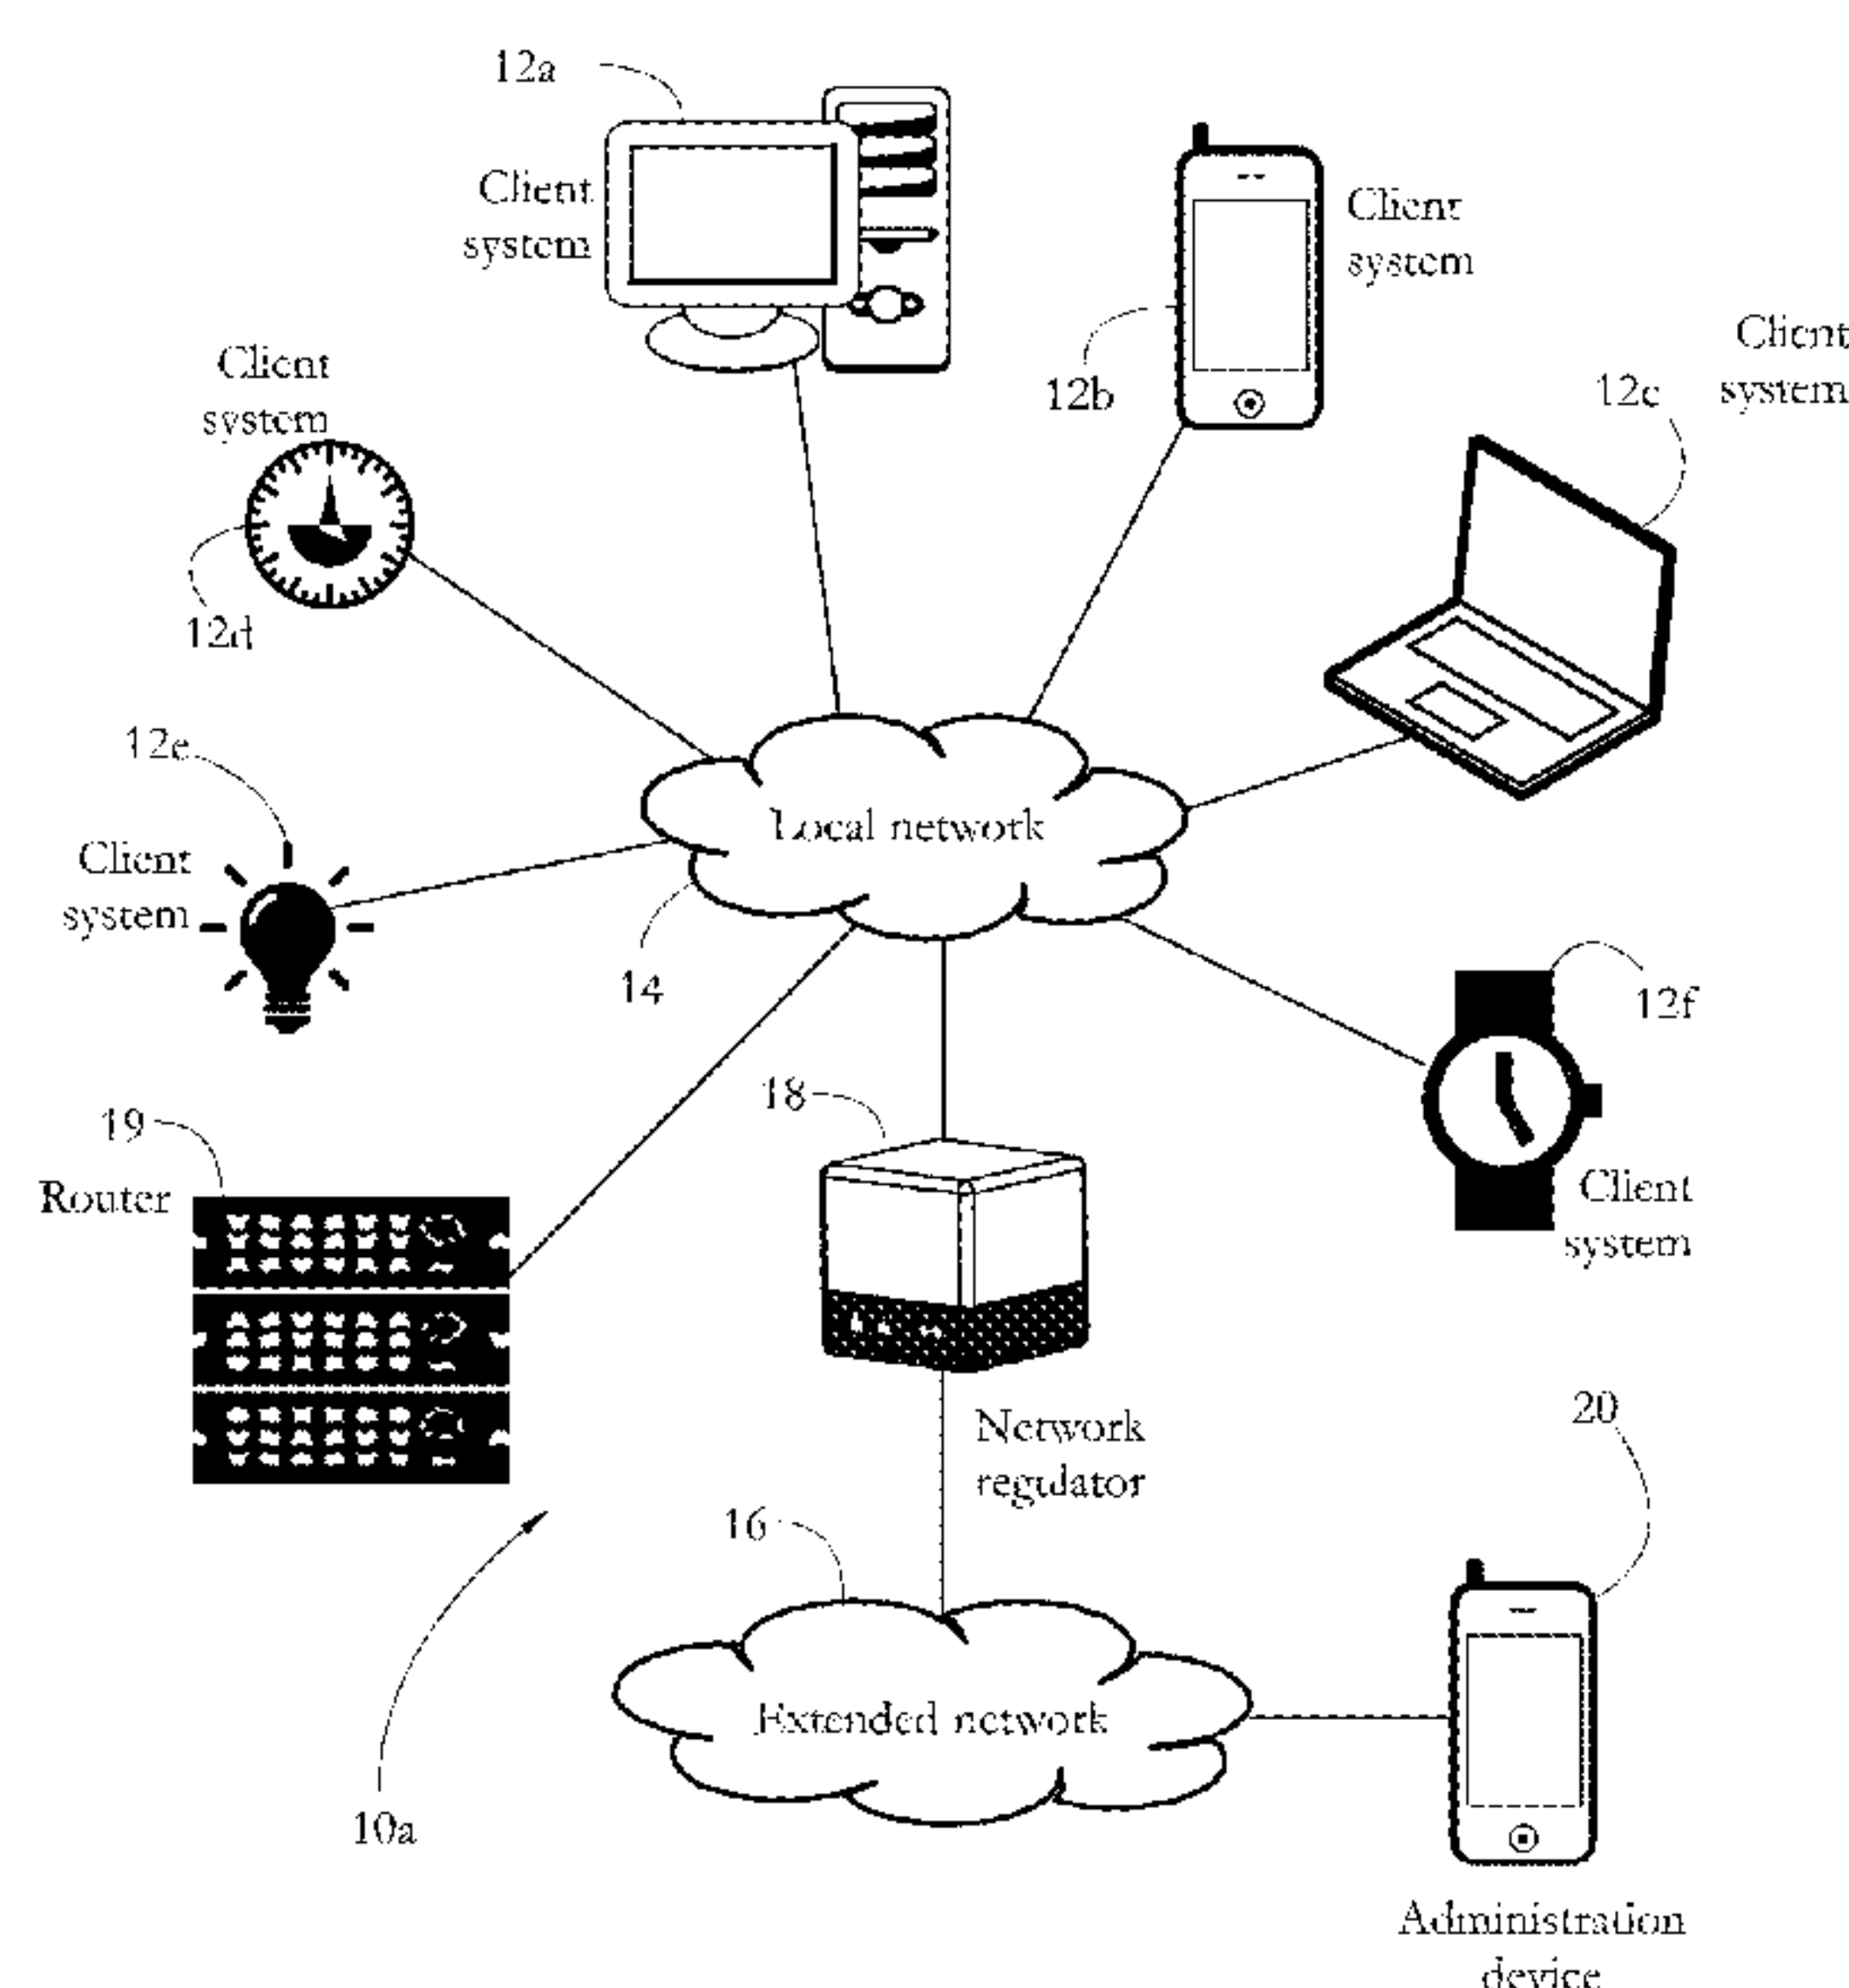 12a
Client
system
Client
system
12b
Client
system
12c
Client
system
12d
12e
Client
system
Local network
14
12f
Client
system
18
19
Router
Network
regulator
20
16
Extended network
10a
Administration
device